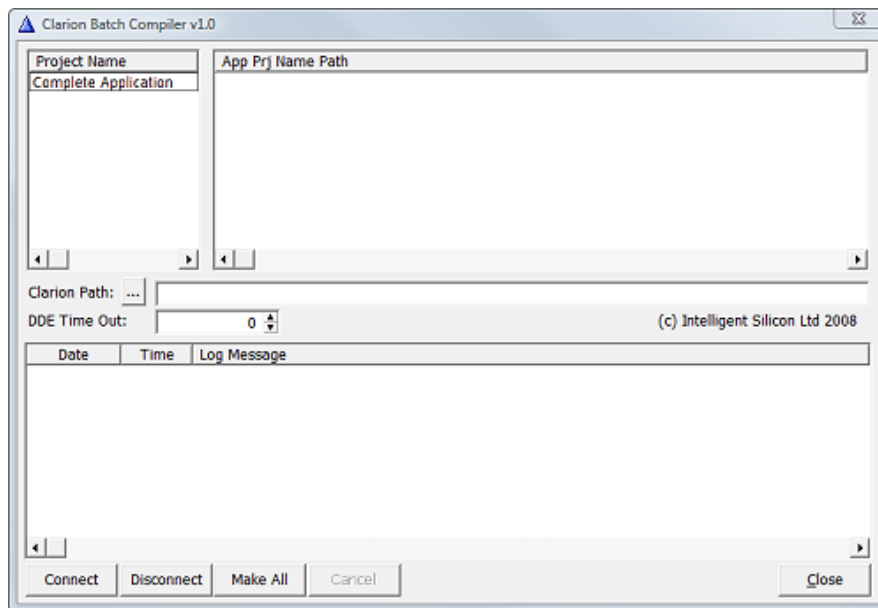 Clarion Batch Compiler v1.0
Project Name App Prj Name Path
Complete Application
Clarion Path: ...
DDE Time Out: 0 (c) Intelligent Silicon Ltd 2008
Date Time Log Message
Connect Disconnect Make All Cancel Close